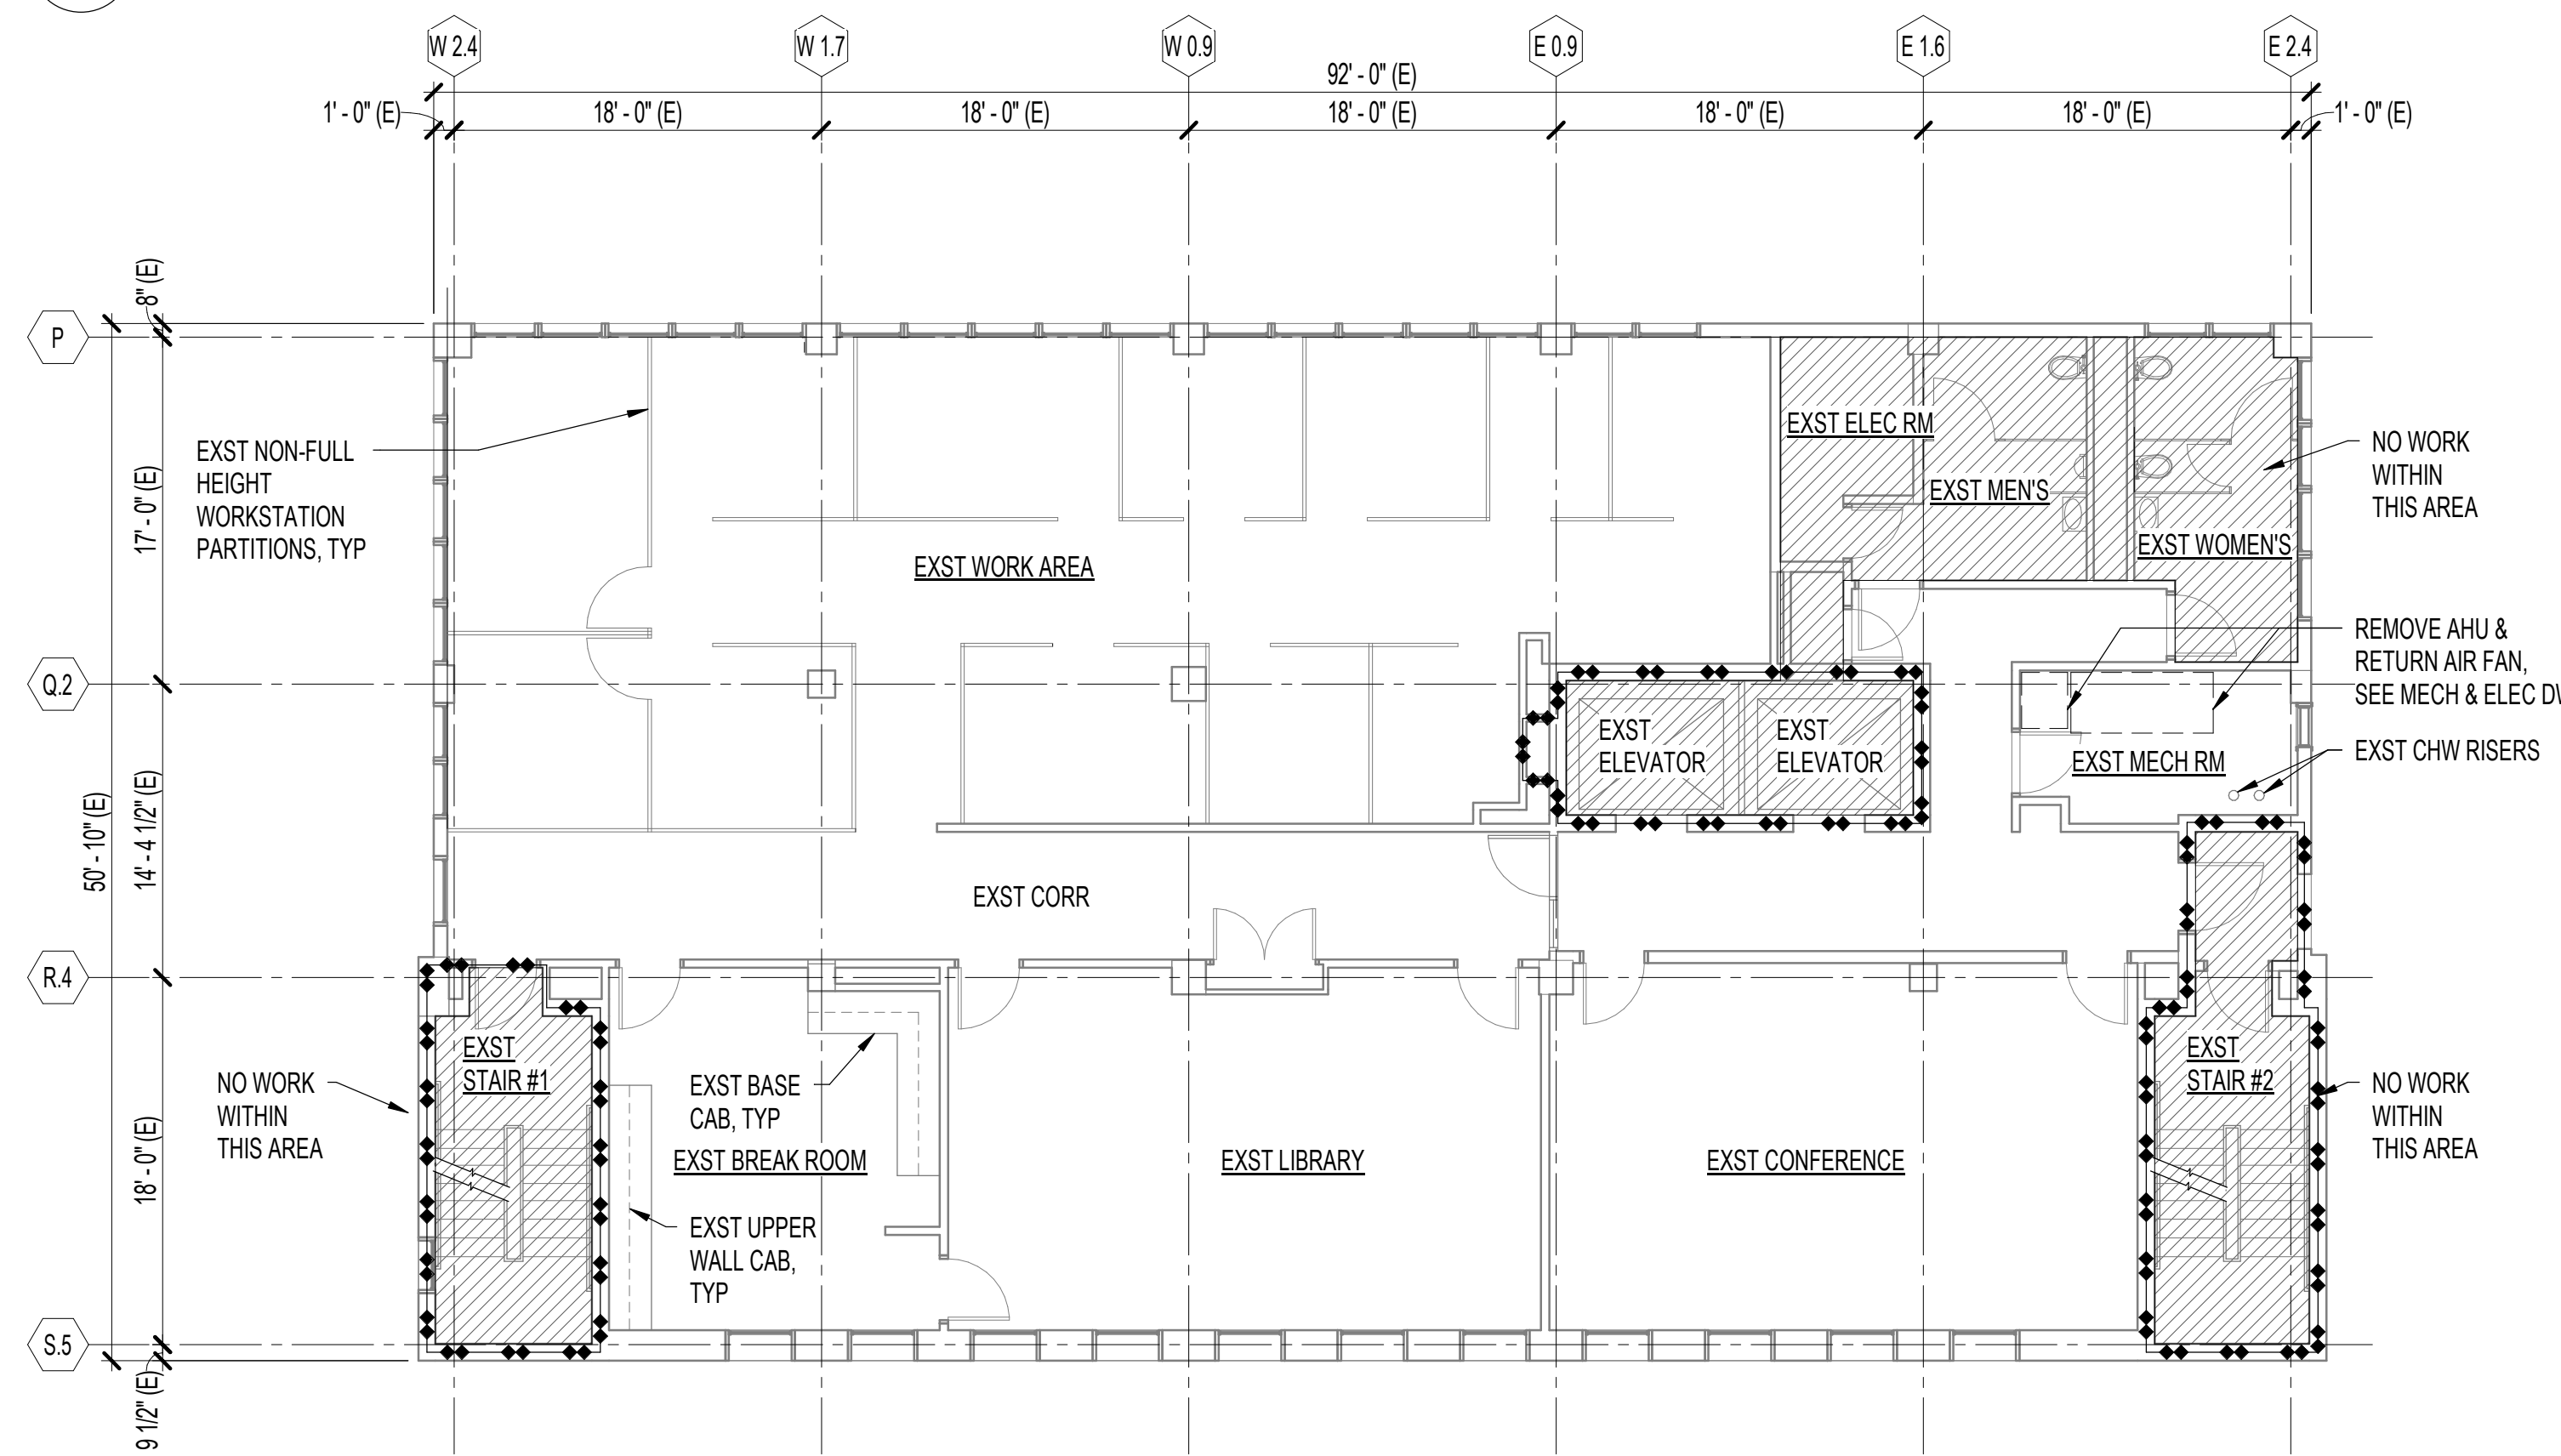 W 2.4
W 1.7
W 0.9
E 0.9
E 1.6
E 2.4
92' - 0" (E)
1' - 0" (E)
18' - 0" (E)
18' - 0" (E)
18' - 0" (E)
18' - 0" (E)
18' - 0" (E)
1' - 0" (E)
8" (E)
P
17' - 0" (E)
Q.2
14' - 4 1/2" (E)
50' - 10" (E)
R.4
18' - 0" (E)
S.5
9 1/2" (E)
EXST NON-FULL
HEIGHT
WORKSTATION
PARTITIONS, TYP
EXST WORK AREA
EXST ELEC RM
EXST MEN'S
EXST WOMEN'S
NO WORK
WITHIN
THIS AREA
REMOVE AHU &
RETURN AIR FAN,
SEE MECH & ELEC
EXST
ELEVATOR
EXST
ELEVATOR
EXST MECH RM
EXST CHW RISERS
EXST CORR
NO WORK
WITHIN
THIS AREA
EXST
STAIR #1
EXST BASE
CAB, TYP
EXST BREAK ROOM
EXST UPPER
WALL CAB,
TYP
EXST LIBRARY
EXST CONFERENCE
EXST
STAIR #2
NO WORK
WITHIN
THIS AREA